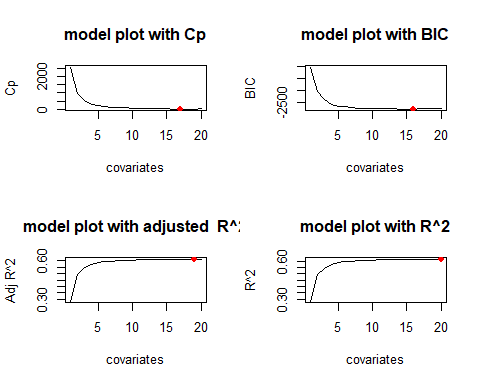 model plot with Cp
Cp
0
2000
5
10
15
20
covariates
model plot with BIC
BIC
-2500
5
10
15
20
covariates
model plot with adjusted R^2
Adj R^2
0.30
0.60
5
10
15
20
covariates
model plot with R^2
R^2
0.30
0.60
5
10
15
20
covariates